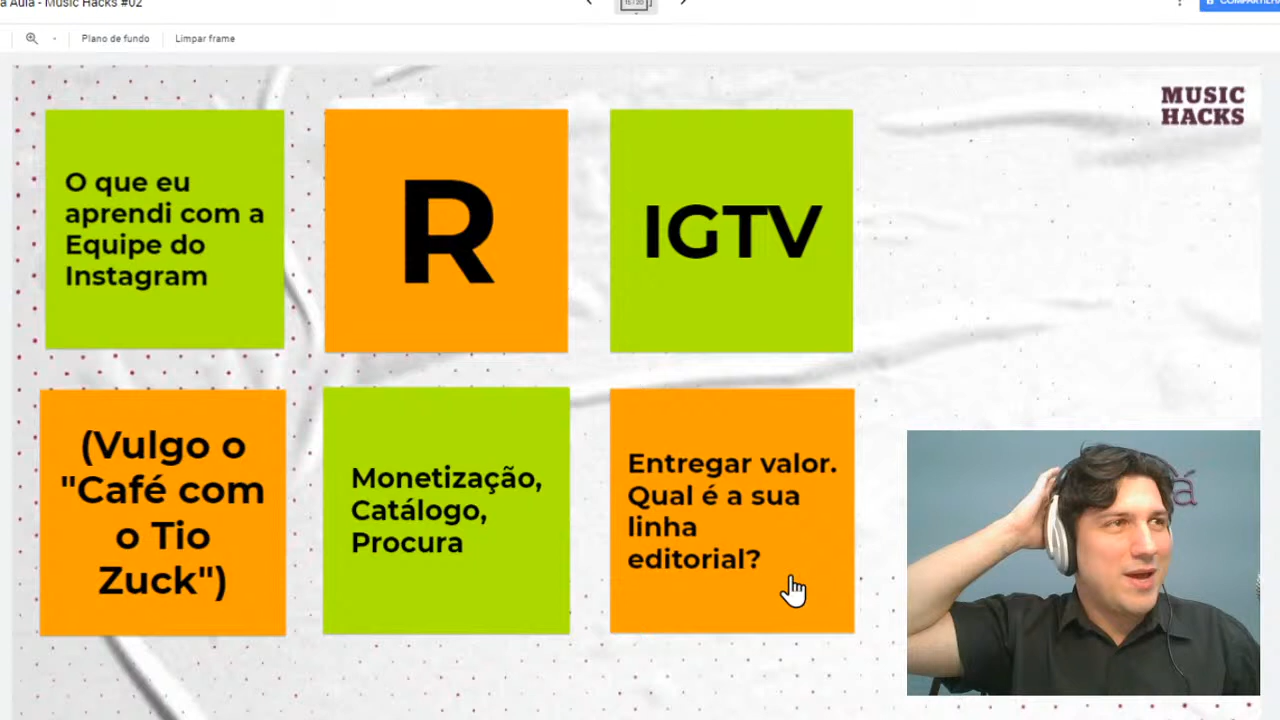 a Aula - Music Hacks #02
COMPARTILHA
Plano de fundo
Limpar frame
MUSIC
HACKS
O que eu
aprendi com a
Equipe do
Instagram
R
IGTV
(Vulgo o
"Café com
o Tio
Zuck")
Monetização,
Catálogo,
Procura
Entregar valor.
Qual é a sua
linha
editorial?